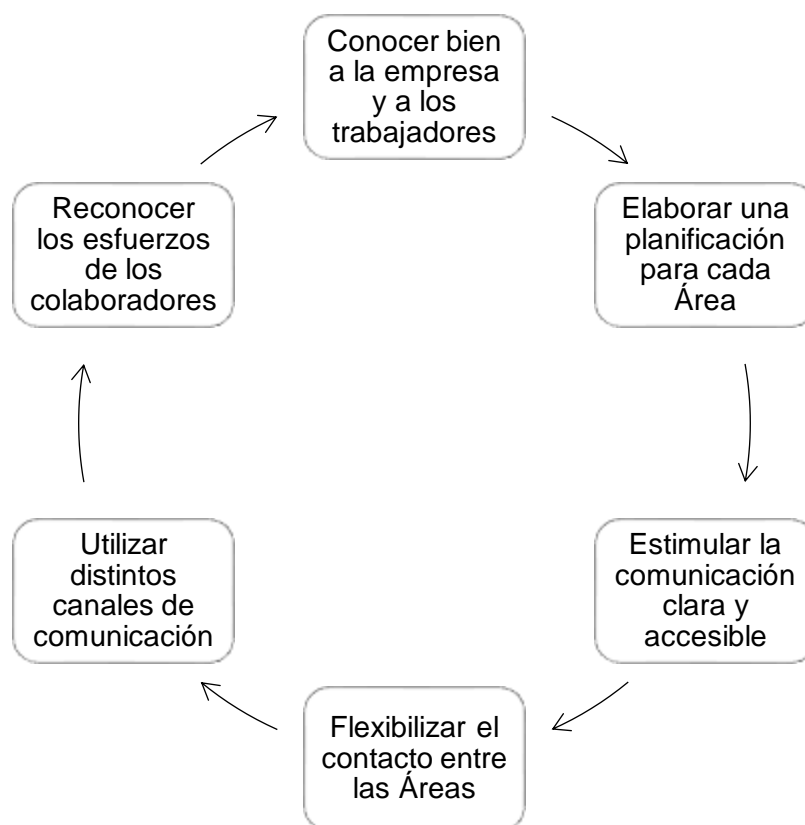 Conocer bien
a la empresa
y a los
trabajadores
Elaborar una
planificación
para cada
Área
Estimular la
comunicación
clara y
accesible
Flexibilizar el
contacto entre
las Áreas
Utilizar
distintos
canales de
comunicación
Reconocer
los esfuerzos
de los
colaboradores